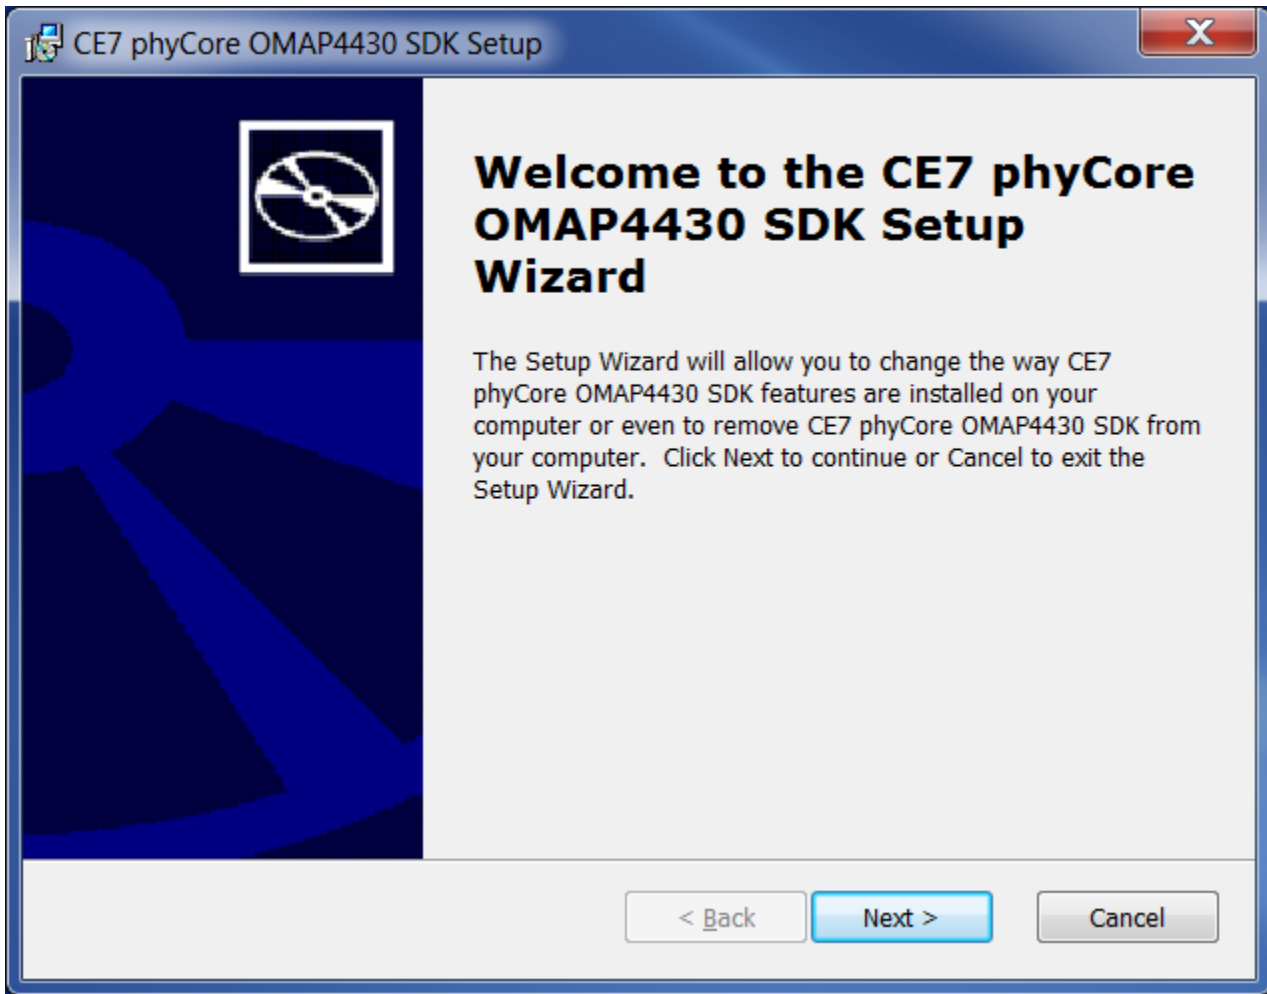 CE7 phyCore OMAP4430 SDK Setup
Welcome to the CE7 phyCore
OMAP4430 SDK Setup
Wizard
The Setup Wizard will allow you to change the way CE7
phyCore OMAP4430 SDK features are installed on your
computer or even to remove CE7 phyCore OMAP4430 SDK from
your computer.  Click Next to continue or Cancel to exit the
Setup Wizard.
< Back
Next >
Cancel